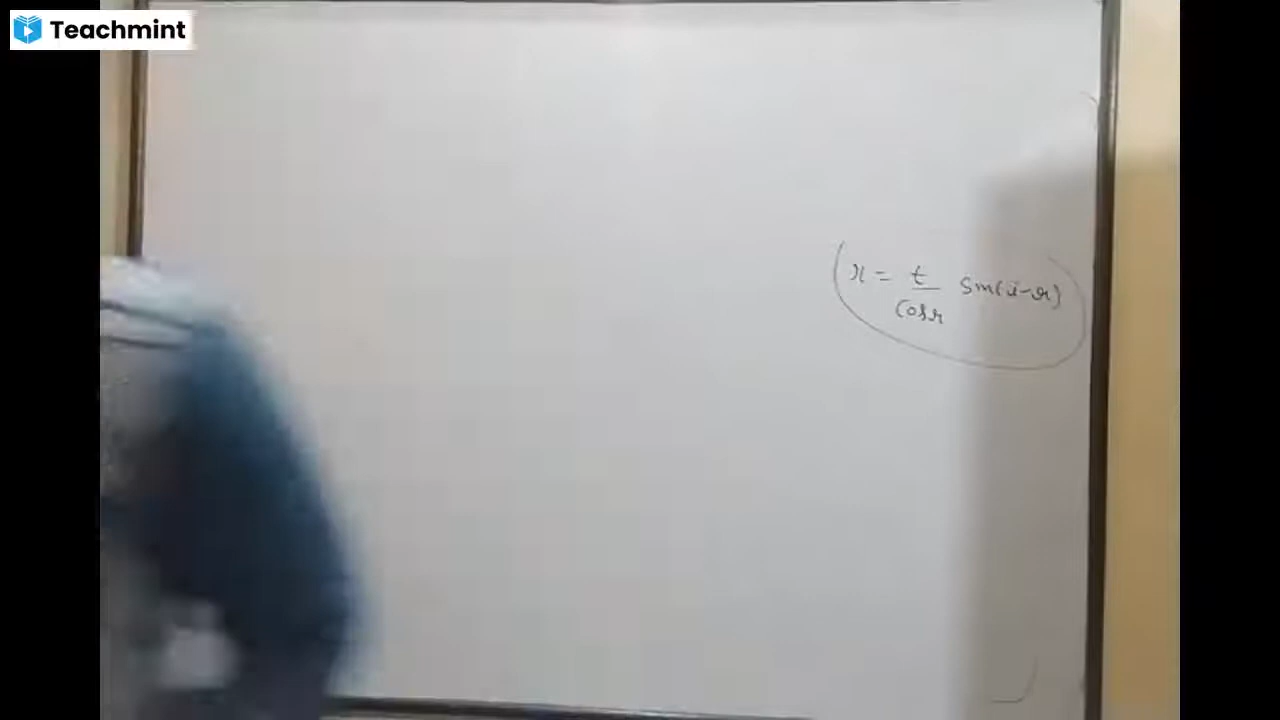 Teachmint
x = t/cos r sin(i-r)